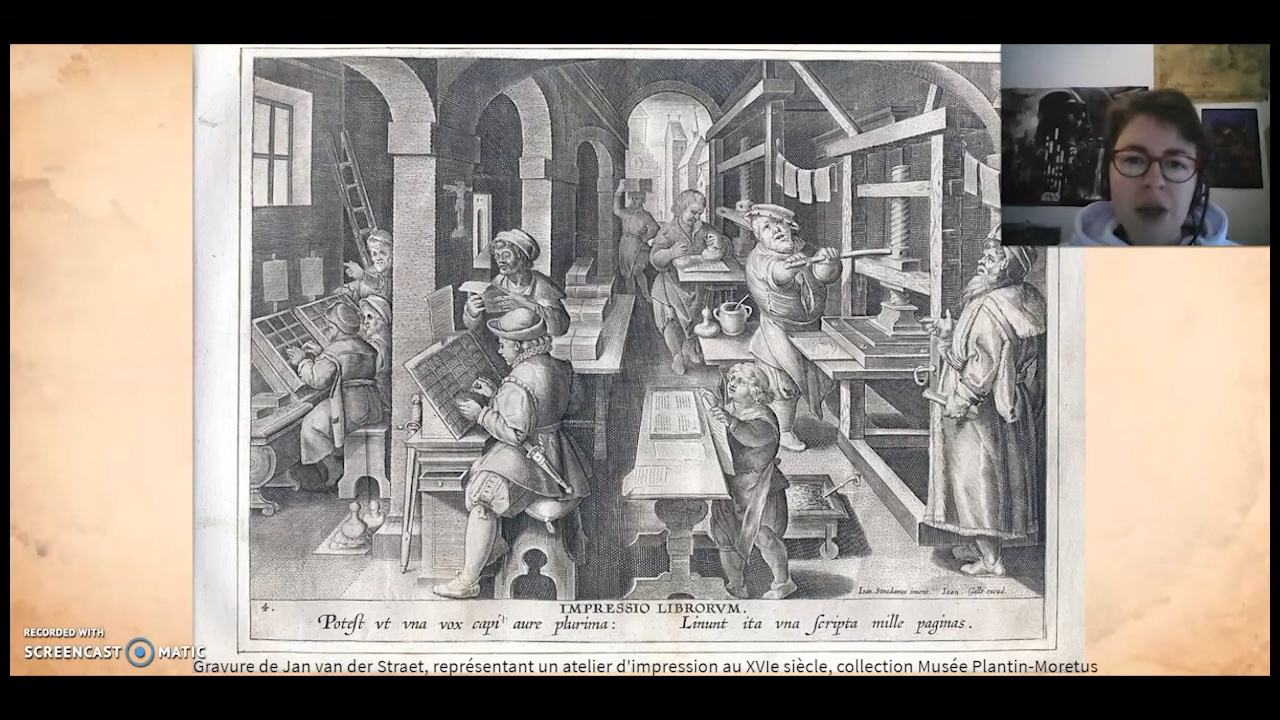 4.
IMPRESSIO LIBRORVM.
Potest vt vna vox capi aure plurima: Linunt ita vna scripta mille paginas.
Ioan. Stradanus invent. Ioan. Galle excud.
RECORDED WITH
SCREENCAST MATIC
Gravure de Jan van der Straet, représentant un atelier d'impression au XVIe siècle, collection Musée Plantin-Moretus